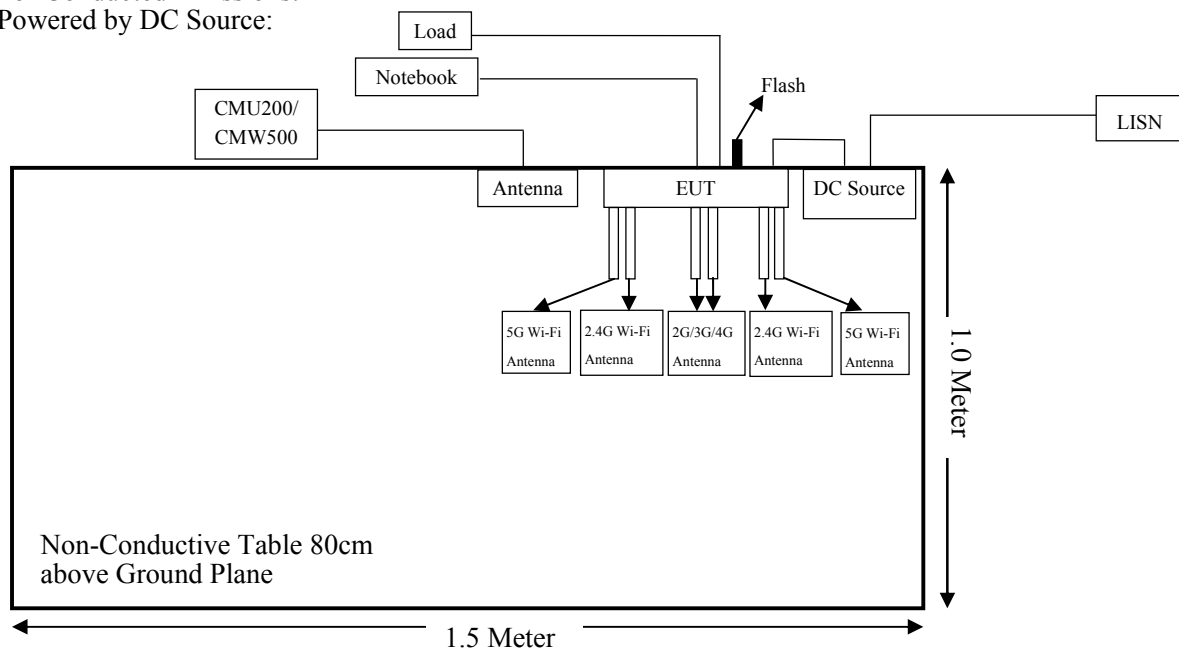 Powered by DC Source:
Load
Notebook
Flash
CMU200/
CMW500
LISN
Antenna
EUT
DC Source
5G Wi-Fi
Antenna
2.4G Wi-Fi
Antenna
2G/3G/4G
Antenna
2.4G Wi-Fi
Antenna
5G Wi-Fi
Antenna
1.0 Meter
Non-Conductive Table 80cm
above Ground Plane
1.5 Meter